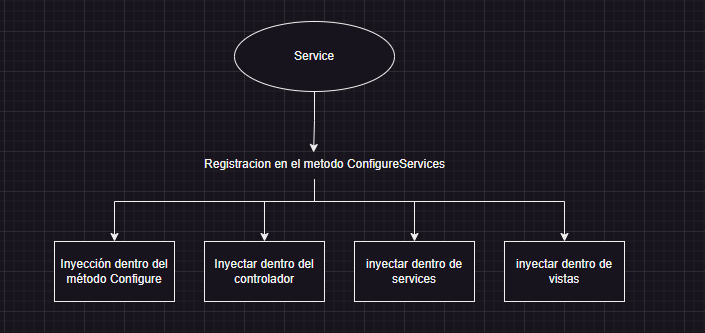 Service
Registracion en el metodo ConfigureServices
Inyección dentro del
método Configure
Inyectar dentro del
controlador
inyectar dentro de
services
inyectar dentro de
vistas